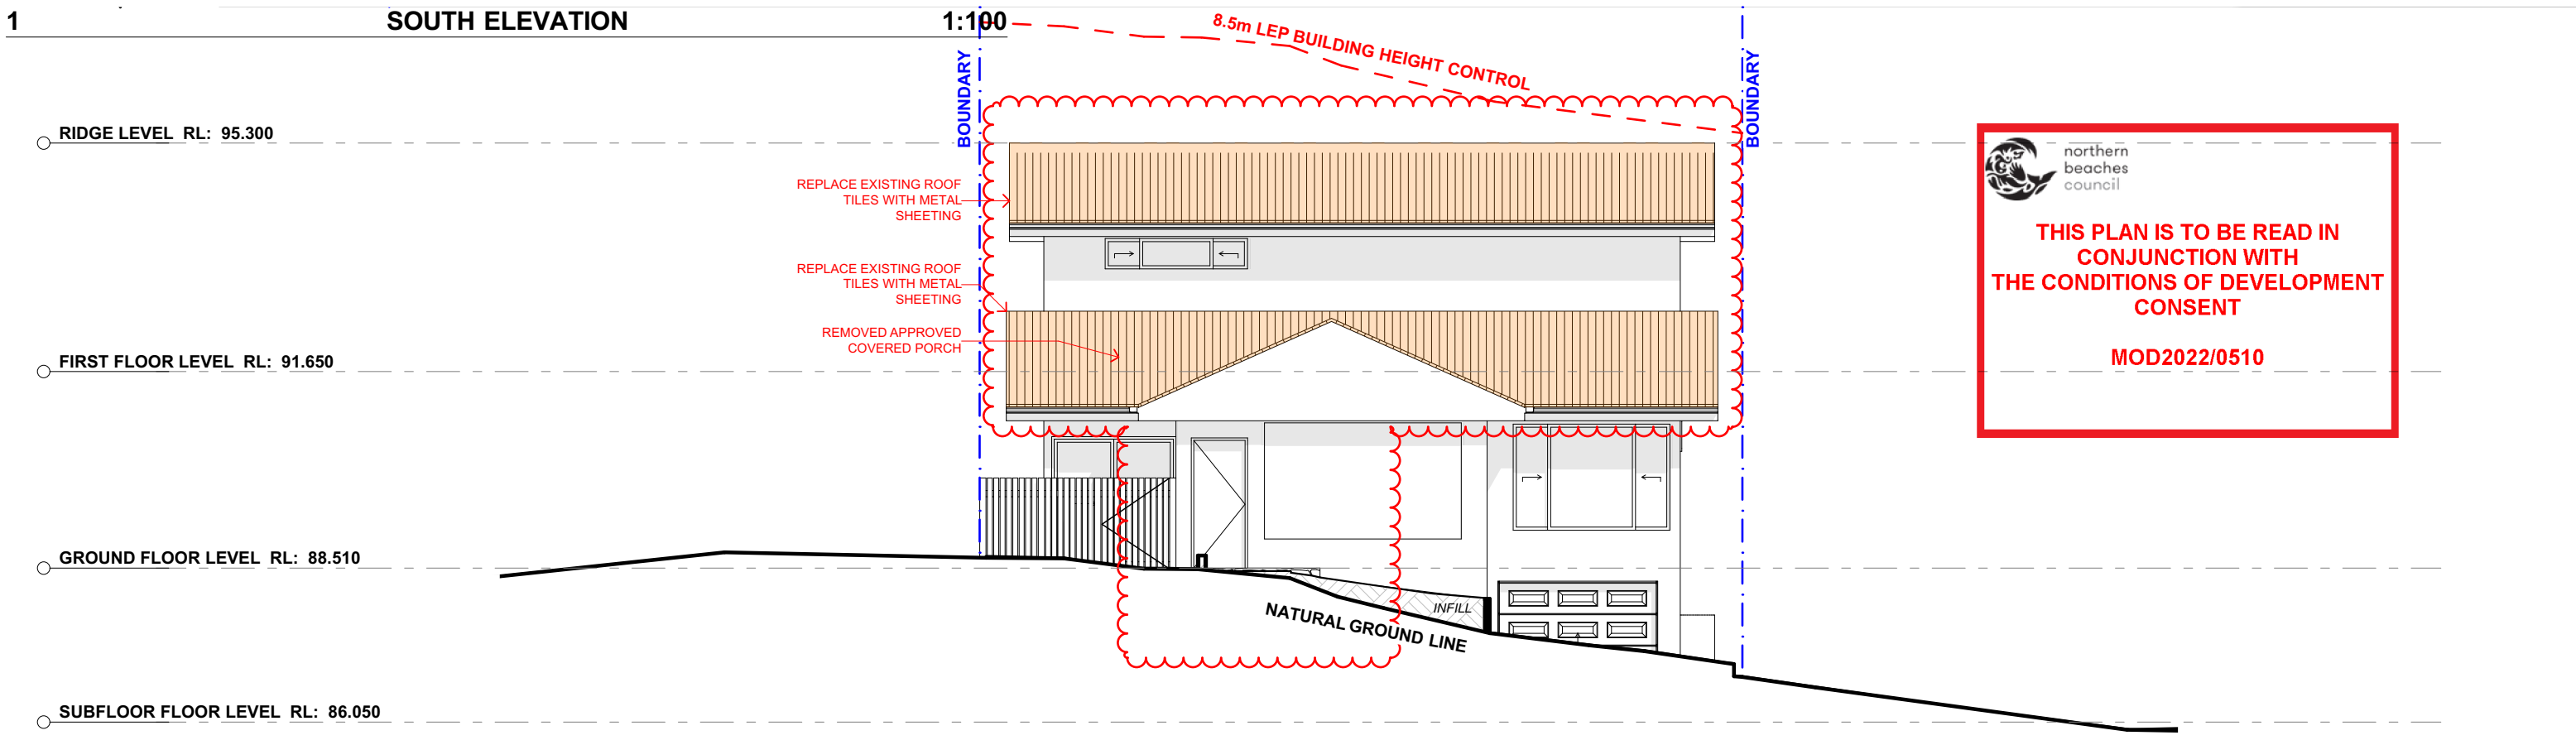 1 SOUTH ELEVATION 1:100
8.5m LEP BUILDING HEIGHT CONTROL
BOUNDARY
BOUNDARY
RIDGE LEVEL RL: 95.300
REPLACE EXISTING ROOF
TILES WITH METAL
SHEETING
REPLACE EXISTING ROOF
TILES WITH METAL
SHEETING
REMOVED APPROVED
COVERED PORCH
FIRST FLOOR LEVEL RL: 91.650
GROUND FLOOR LEVEL RL: 88.510
INFILL
NATURAL GROUND LINE
SUBFLOOR FLOOR LEVEL RL: 86.050
northern
beaches
council
THIS PLAN IS TO BE READ IN
CONJUNCTION WITH
THE CONDITIONS OF DEVELOPMENT
CONSENT
MOD2022/0510